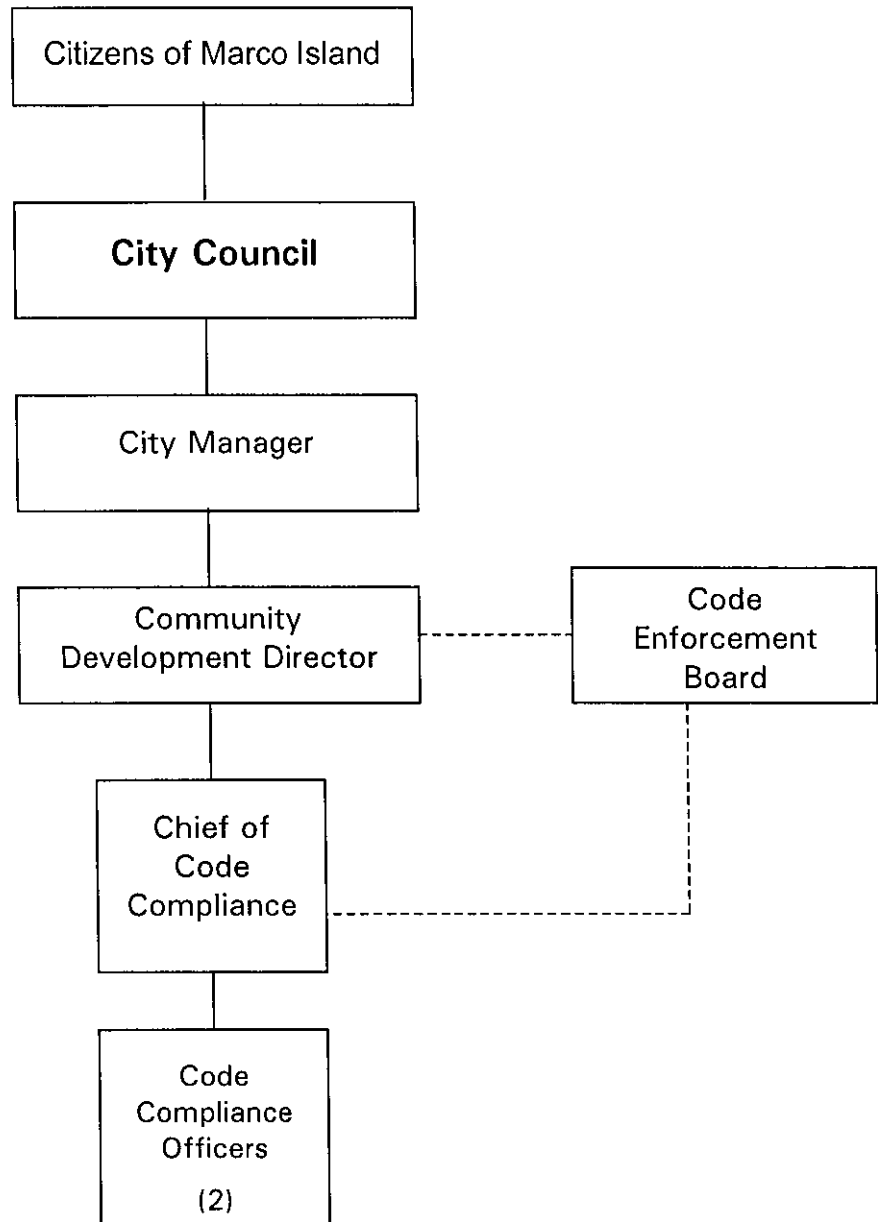 Citizens of Marco Island
City Council
City Manager
Community
Development Director
Code
Enforcement
Board
Chief of
Code
Compliance
Code
Compliance
Officers
(2)